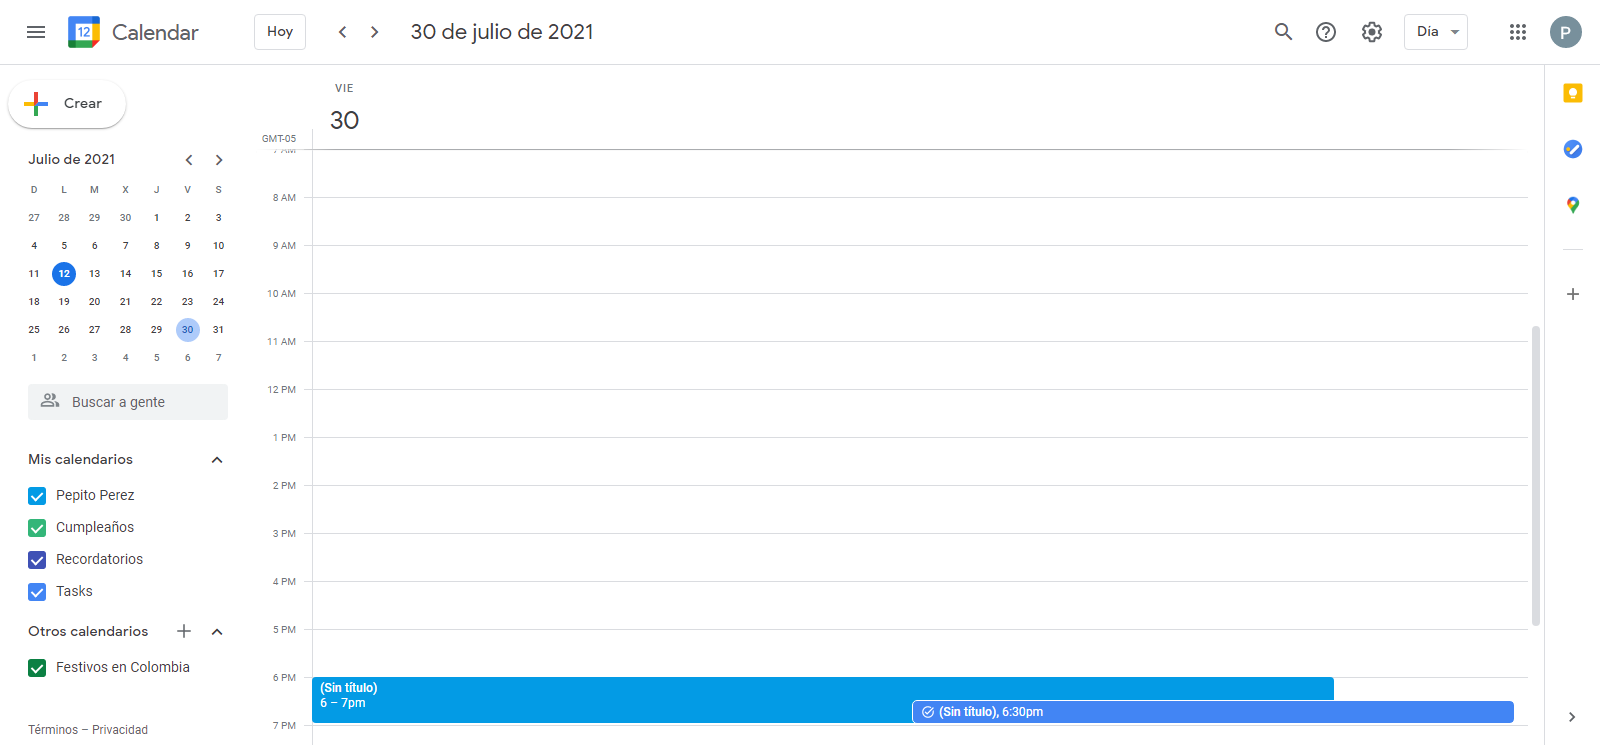 12 Calendar Hoy 30 de julio de 2021 Día P
Crear
Julio de 2021
D L M X J V S
27 28 29 30 1 2 3
4 5 6 7 8 9 10
11 12 13 14 15 16 17
18 19 20 21 22 23 24
25 26 27 28 29 30 31
1 2 3 4 5 6 7
Buscar a gente
Mis calendarios
Pepito Perez
Cumpleaños
Recordatorios
Tasks
Otros calendarios
Festivos en Colombia
Términos – Privacidad
VIE
30
GMT-05
7 AM
8 AM
9 AM
10 AM
11 AM
12 PM
1 PM
2 PM
3 PM
4 PM
5 PM
6 PM
(Sin título)
6 – 7pm
(Sin título), 6:30pm
7 PM